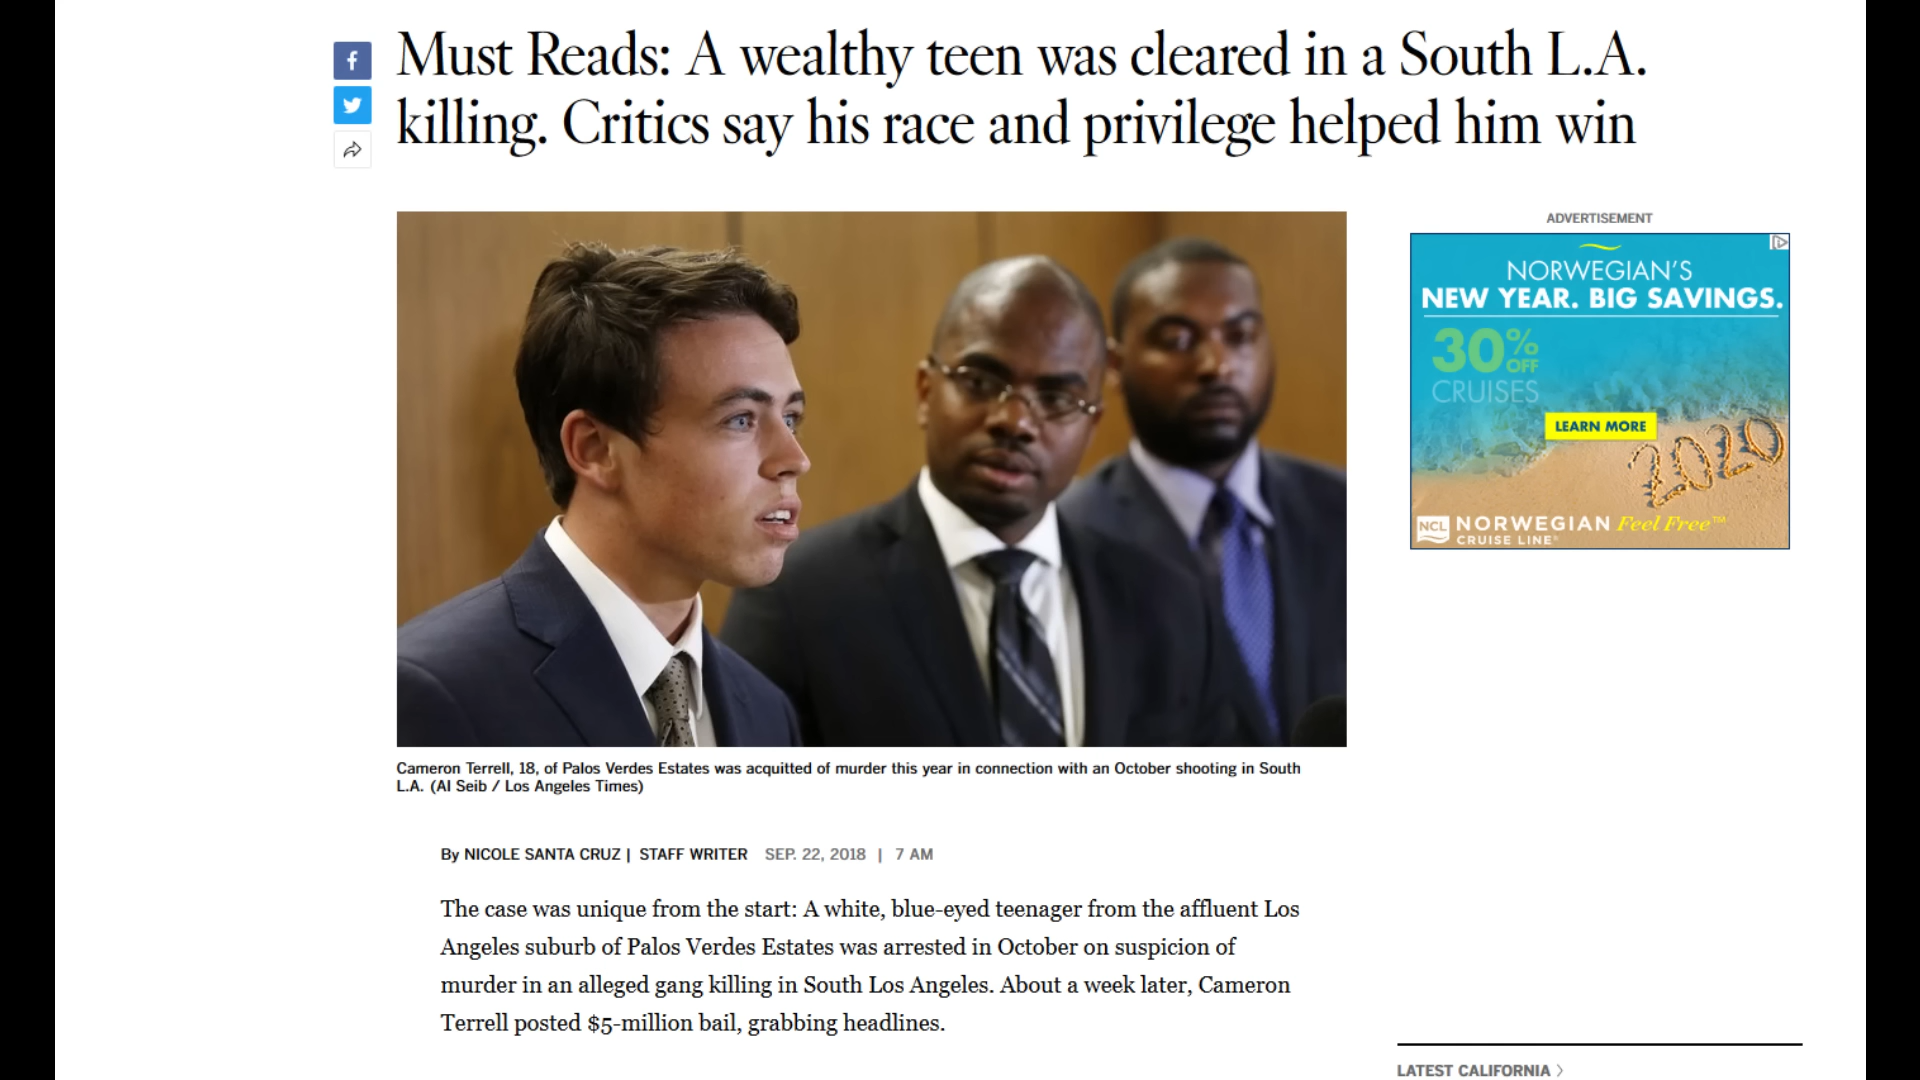 Must Reads: A wealthy teen was cleared in a South L.A.
killing. Critics say his race and privilege helped him win
ADVERTISEMENT
NORWEGIAN'S
NEW YEAR. BIG SAVINGS.
30% OFF
CRUISES
LEARN MORE
2020
NCL NORWEGIAN Feel Free™
CRUISE LINE®
Cameron Terrell, 18, of Palos Verdes Estates was acquitted of murder this year in connection with an October shooting in South
L.A. (Al Seib / Los Angeles Times)
By NICOLE SANTA CRUZ | STAFF WRITER SEP. 22, 2018 | 7 AM
The case was unique from the start: A white, blue-eyed teenager from the affluent Los
Angeles suburb of Palos Verdes Estates was arrested in October on suspicion of
murder in an alleged gang killing in South Los Angeles. About a week later, Cameron
Terrell posted $5-million bail, grabbing headlines.
LATEST CALIFORNIA >